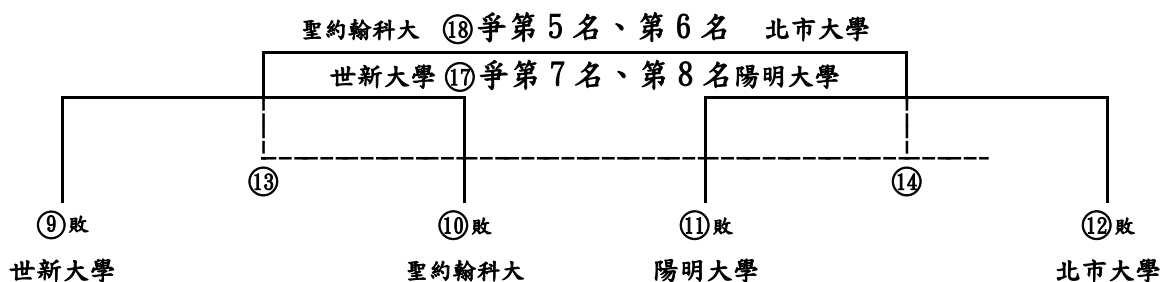 聖約翰科大 ⑱爭第5名、第6名 北市大學
世新大學⑰爭第7名、第8名陽明大學
⑬ ⑭
⑨敗 ⑩敗 ⑪敗 ⑫敗
世新大學 聖約翰科大 陽明大學 北市大學